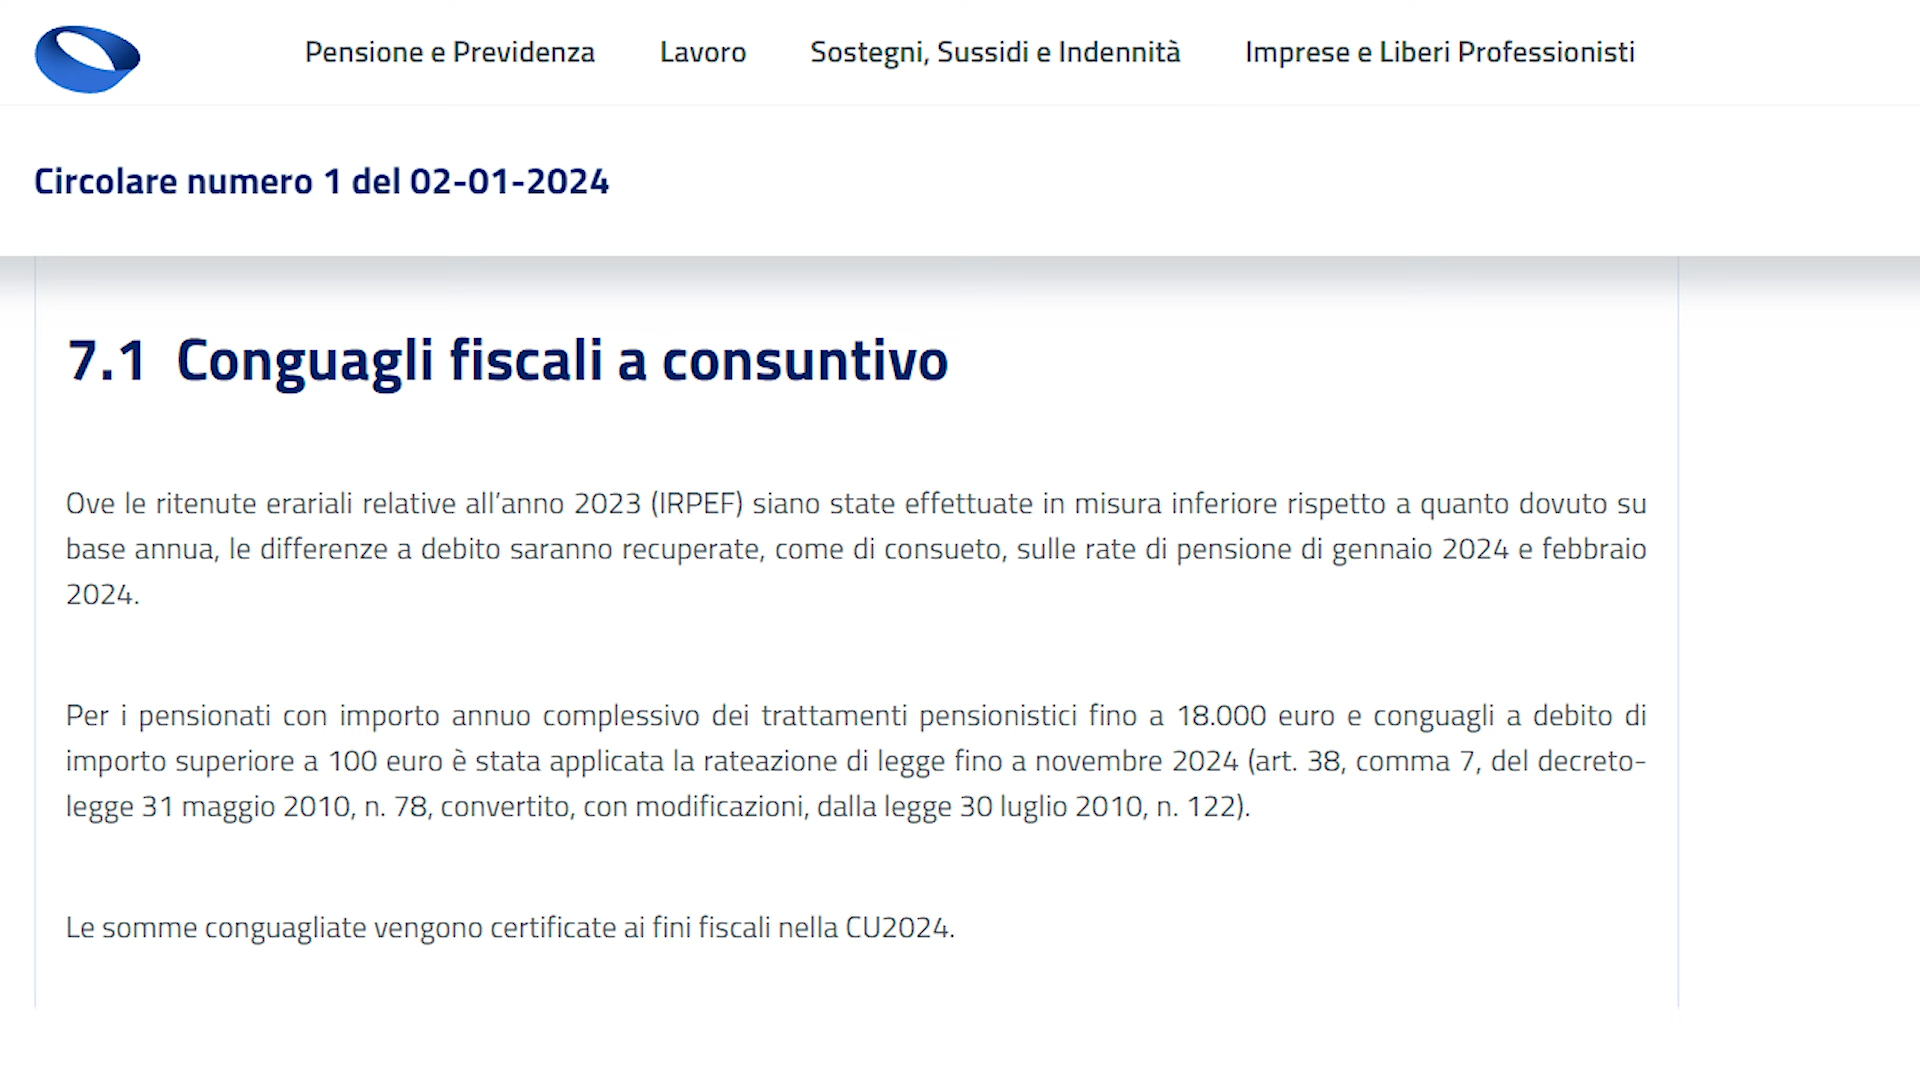 Pensione e Previdenza Lavoro Sostegni, Sussidi e Indennità Imprese e Liberi Professionisti
Circolare numero 1 del 02-01-2024
7.1 Conguagli fiscali a consuntivo
Ove le ritenute erariali relative all’anno 2023 (IRPEF) siano state effettuate in misura inferiore rispetto a quanto dovuto su
base annua, le differenze a debito saranno recuperate, come di consueto, sulle rate di pensione di gennaio 2024 e febbraio
2024.
Per i pensionati con importo annuo complessivo dei trattamenti pensionistici fino a 18.000 euro e conguagli a debito di
importo superiore a 100 euro è stata applicata la rateazione di legge fino a novembre 2024 (art. 38, comma 7, del decreto-
legge 31 maggio 2010, n. 78, convertito, con modificazioni, dalla legge 30 luglio 2010, n. 122).
Le somme conguagliate vengono certificate ai fini fiscali nella CU2024.